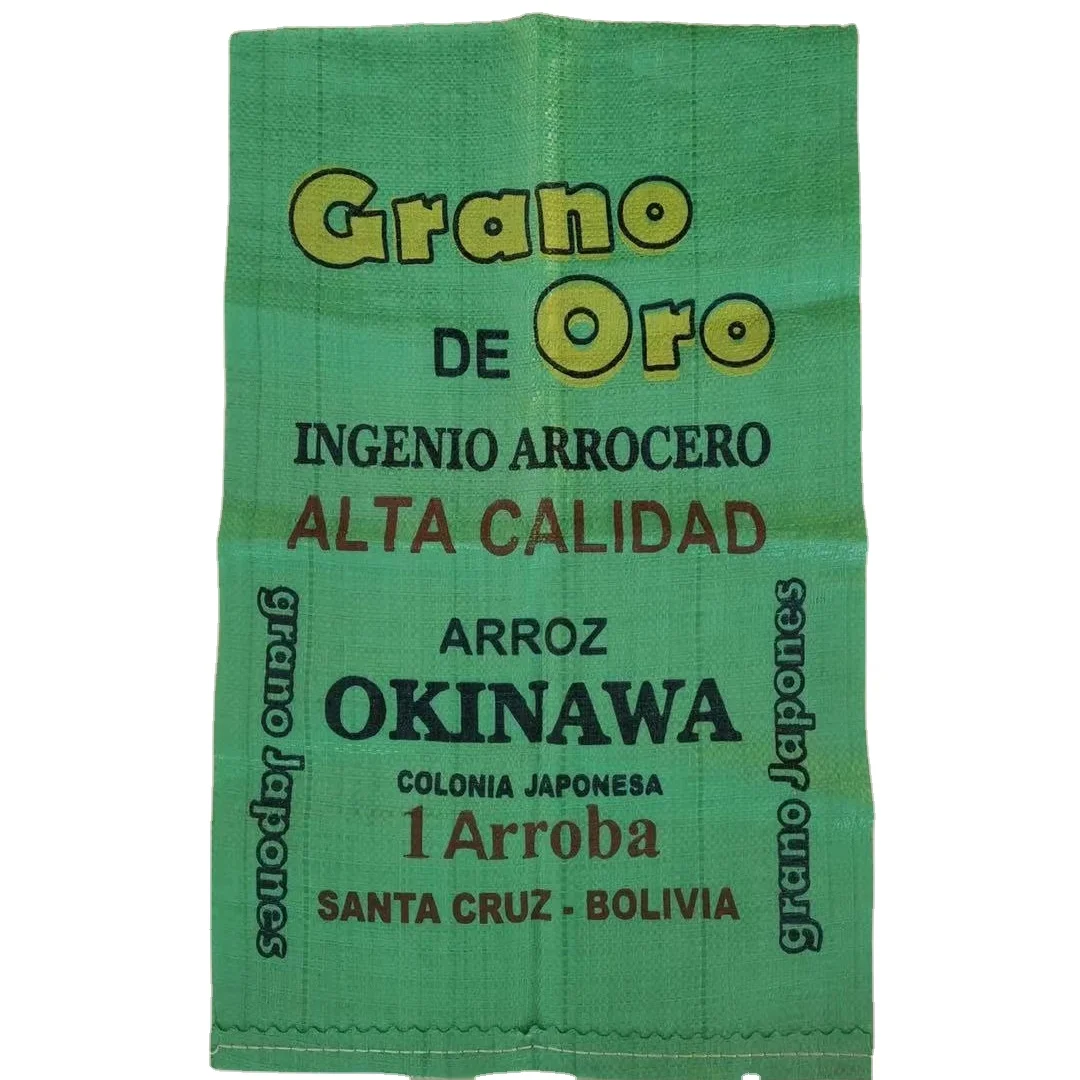 Grano
DE Oro
INGENIO ARROCERO
ALTA CALIDAD
ARROZ
OKINAWA
COLONIA JAPONESA
1 Arroba
SANTA CRUZ - BOLIVIA
grano Japones
grano Japones